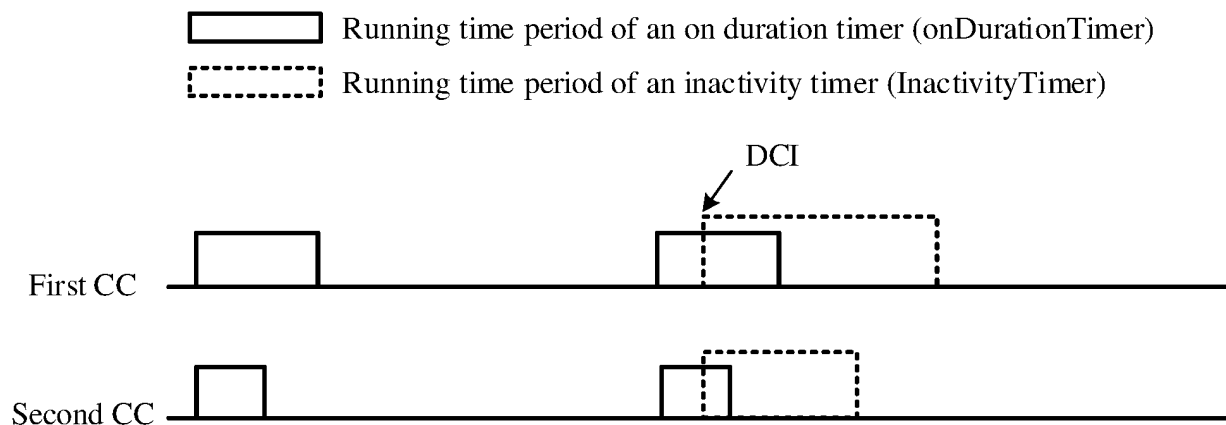 Running time period of an on duration timer (onDurationTimer)
Running time period of an inactivity timer (InactivityTimer)
DCI
First CC
Second CC